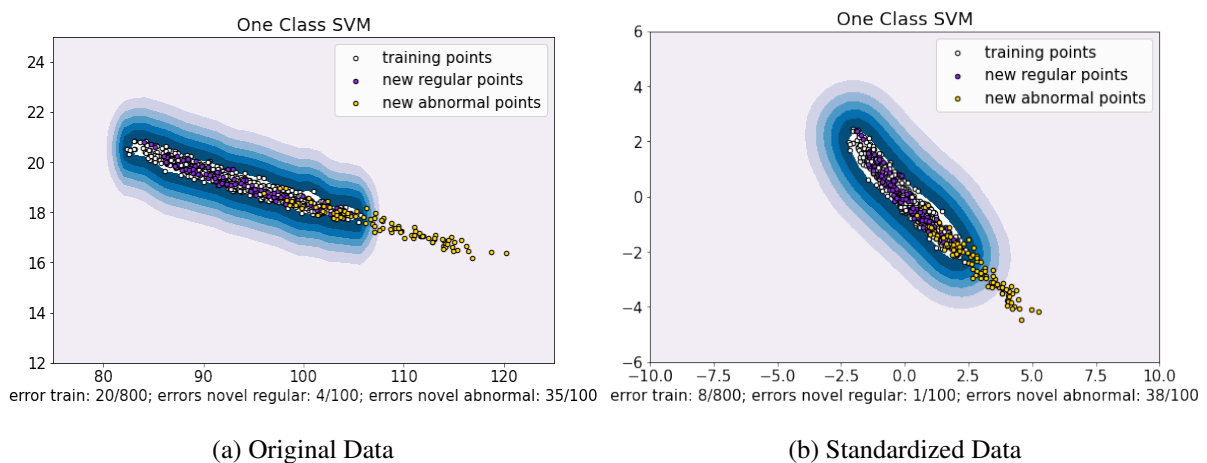 One Class SVM
training points
new regular points
new abnormal points
24
22
20
18
16
14
12
80 90 100 110 120
error train: 20/800; errors novel regular: 4/100; errors novel abnormal: 35/100
(a) Original Data
One Class SVM
training points
new regular points
new abnormal points
6
4
2
0
−2
−4
−6
−10.0 −7.5 −5.0 −2.5 0.0 2.5 5.0 7.5 10.0
error train: 8/800; errors novel regular: 1/100; errors novel abnormal: 38/100
(b) Standardized Data